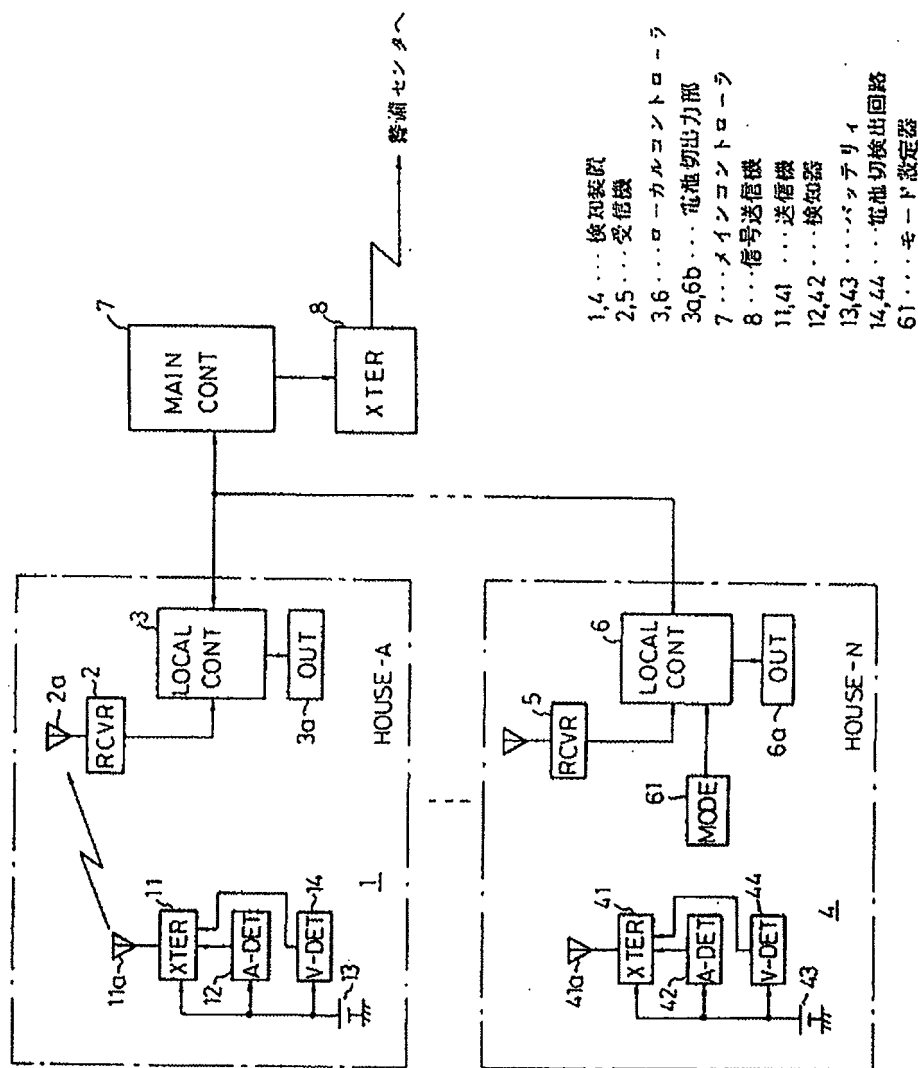 MAIN
CONT
7
XTER
8
警備センタへ
2a
RCVR
2
LOCAL
CONT
3
OUT
3a
HOUSE-A
11a
XTER
11
A-DET
12
V-DET
14
13
1
RCVR
5
LOCAL
CONT
6
OUT
6a
MODE
61
HOUSE-N
41a
XTER
41
A-DET
42
V-DET
44
43
4
1,4 ‥‥ 検知装置
2,5 ‥‥ 受信機
3,6 ‥‥ ローカルコントローラ
3a,6b ‥‥ 電池切出力部
7 ‥‥ メインコントローラ
8 ‥‥ 信号送信機
11,41 ‥‥ 送信機
12,42 ‥‥ 検知器
13,43 ‥‥ バッテリィ
14,44 ‥‥ 電池切検出回路
61 ‥‥ モード設定器